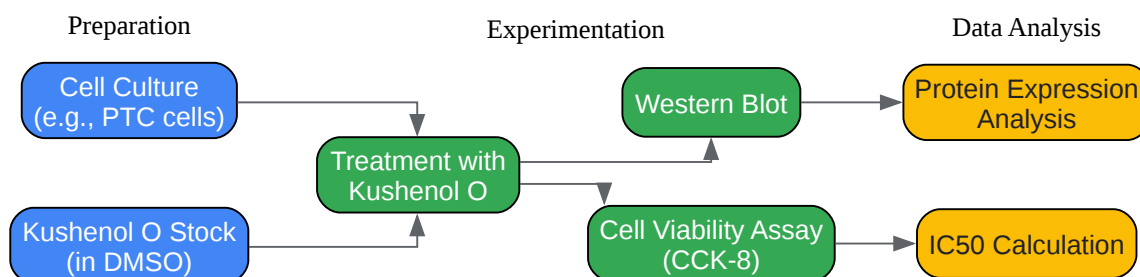 Preparation
Experimentation
Data Analysis
Cell Culture
(e.g., PTC cells)
Western Blot
Protein Expression
Analysis
Treatment with
Kushenol O
Kushenol O Stock
(in DMSO)
Cell Viability Assay
(CCK-8)
IC50 Calculation